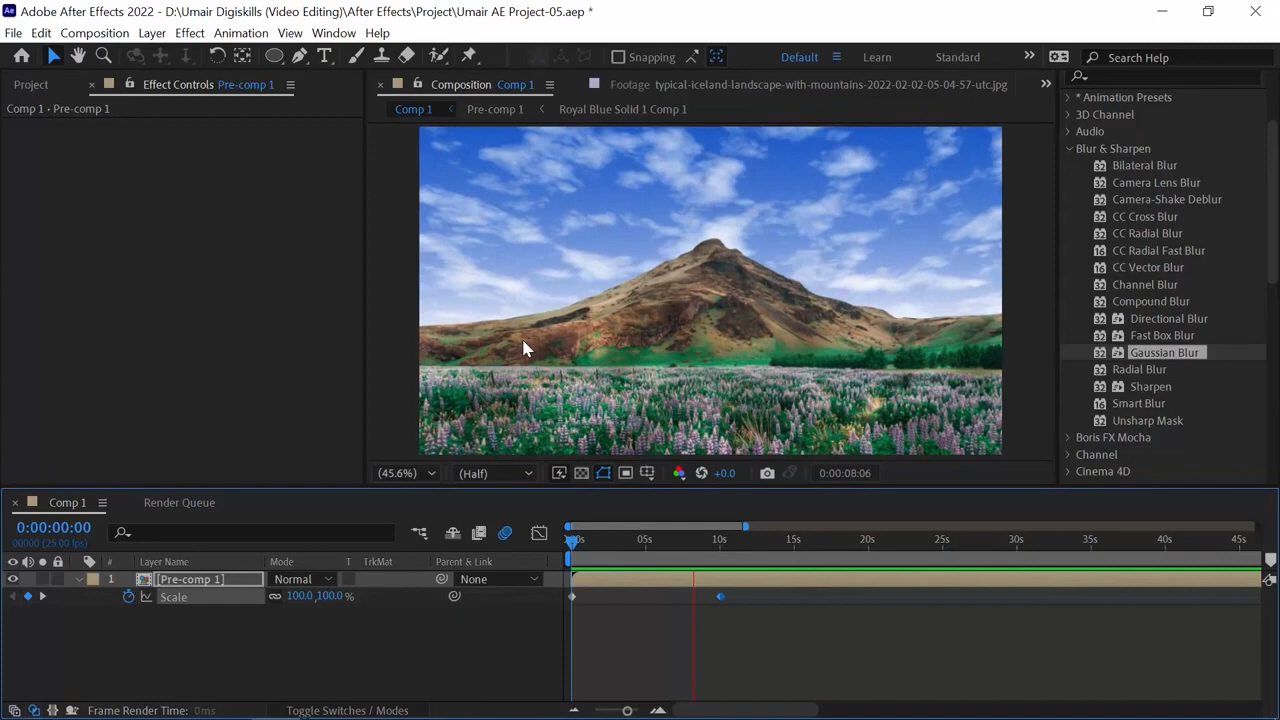 Adobe After Effects 2022 - D:\Umair Digiskills (Video Editing)\After Effects\Project\Umair AE Project-05.aep *
File Edit Composition Layer Effect Animation View Window Help
Snapping Default Learn Standard Search Help
Project Effect Controls Pre-comp 1 Composition Comp 1 Footage typical-iceland-landscape-with-mountains-2022-02-02-05-04-57-utc.jpg
Comp 1 • Pre-comp 1 Comp 1 Pre-comp 1 Royal Blue Solid 1 Comp 1
* Animation Presets
3D Channel
Audio
Blur & Sharpen
Bilateral Blur
Camera Lens Blur
Camera-Shake Deblur
CC Cross Blur
CC Radial Blur
CC Radial Fast Blur
CC Vector Blur
Channel Blur
Compound Blur
Directional Blur
Fast Box Blur
Gaussian Blur
Radial Blur
Sharpen
Smart Blur
Unsharp Mask
Boris FX Mocha
Channel
Cinema 4D
(45.6%) (Half) +0.0 0:00:08:06
Comp 1 Render Queue
0:00:00:00
00000 (25.00 fps)
05s 10s 15s 20s 25s 30s 35s 40s 45s
# Layer Name Mode T TrkMat Parent & Link
1 [Pre-comp 1] Normal None
Scale 100.0,100.0 %
Frame Render Time: 0ms Toggle Switches / Modes